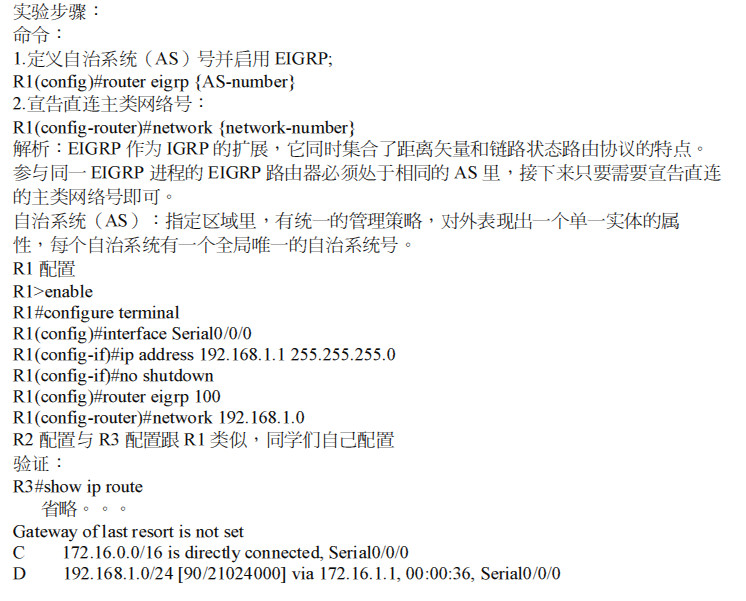 实验步骤：
命令：
1.定义自治系统（AS）号并启用 EIGRP;
R1(config)#router eigrp {AS-number}
2.宣告直连主类网络号：
R1(config-router)#network {network-number}
解析：EIGRP 作为 IGRP 的扩展，它同时集合了距离矢量和链路状态路由协议的特点。
参与同一 EIGRP 进程的 EIGRP 路由器必须处于相同的 AS 里，接下来只要需要宣告直连
的主类网络号即可。
自治系统（AS）：指定区域里，有统一的管理策略，对外表现出一个单一实体的属
性，每个自治系统有一个全局唯一的自治系统号。
R1 配置
R1>enable
R1#configure terminal
R1(config)#interface Serial0/0/0
R1(config-if)#ip address 192.168.1.1 255.255.255.0
R1(config-if)#no shutdown
R1(config)#router eigrp 100
R1(config-router)#network 192.168.1.0
R2 配置与 R3 配置跟 R1 类似，同学们自己配置
验证：
R3#show ip route
省略。。。
Gateway of last resort is not set
C 172.16.0.0/16 is directly connected, Serial0/0/0
D 192.168.1.0/24 [90/21024000] via 172.16.1.1, 00:00:36, Serial0/0/0